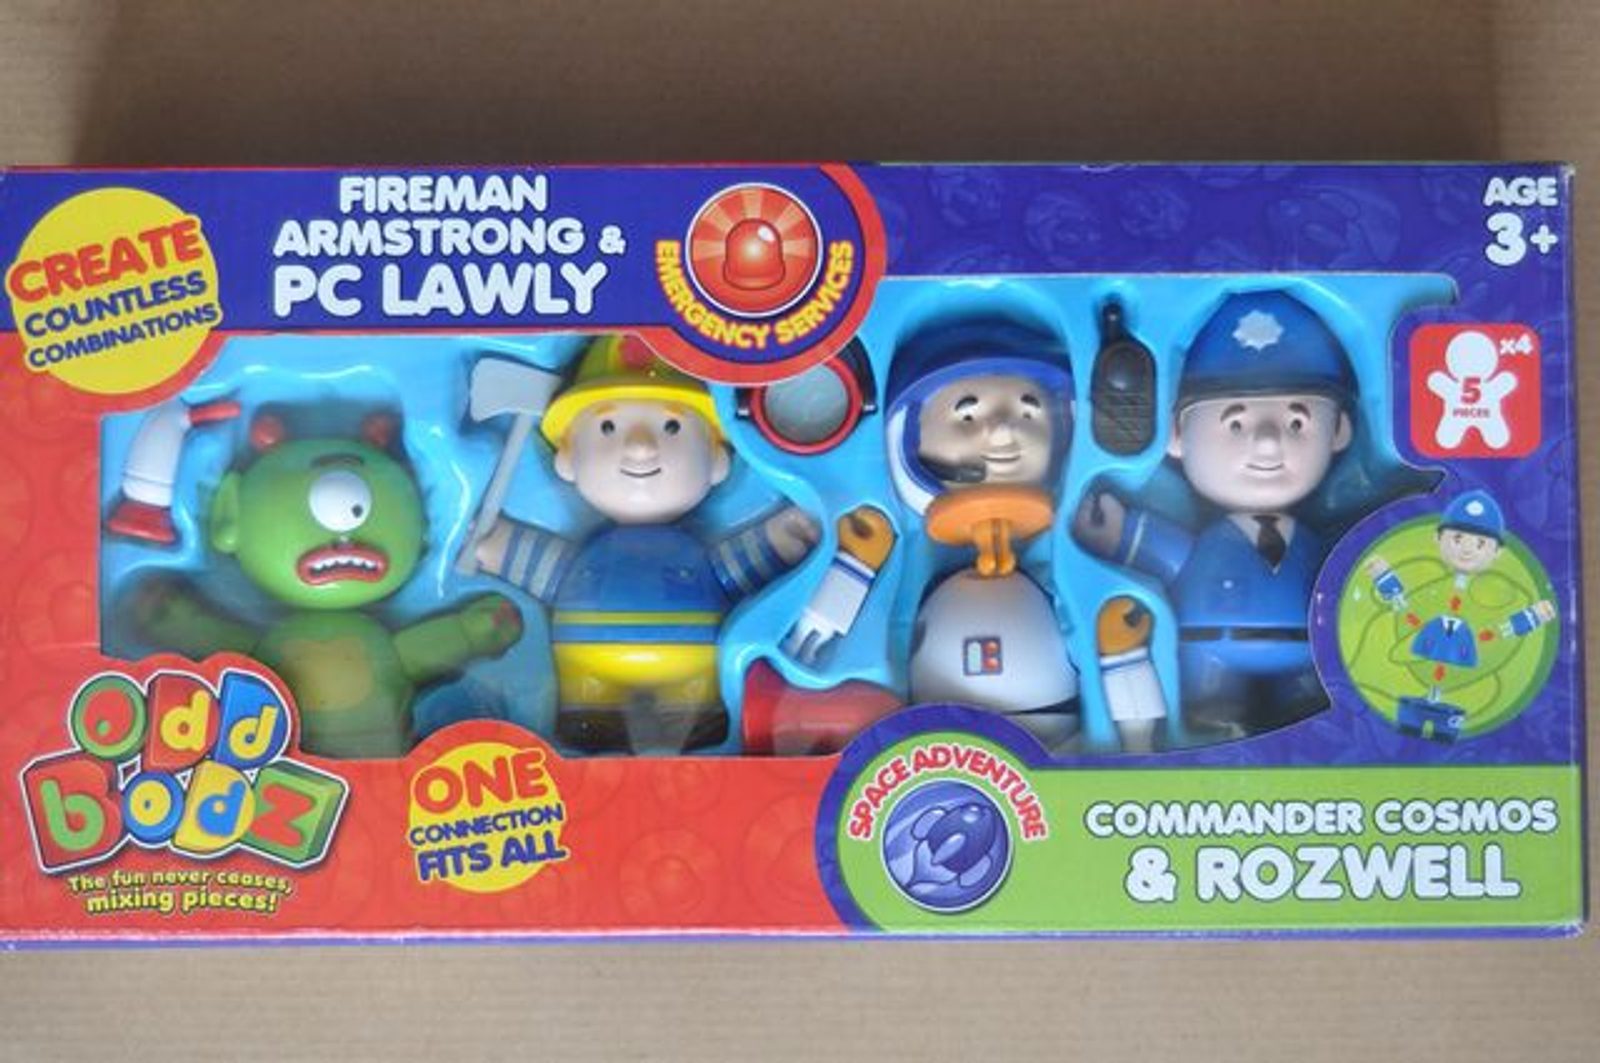 CREATE
COUNTLESS
COMBINATIONS
FIREMAN
ARMSTRONG &
PC LAWLY
EMERGENCY SERVICES
AGE
3+
x4
5
PIECES
Odd
bodz
The fun never ceases,
mixing pieces!
ONE
CONNECTION
FITS ALL
SPACE ADVENTURE
COMMANDER COSMOS
& ROZWELL